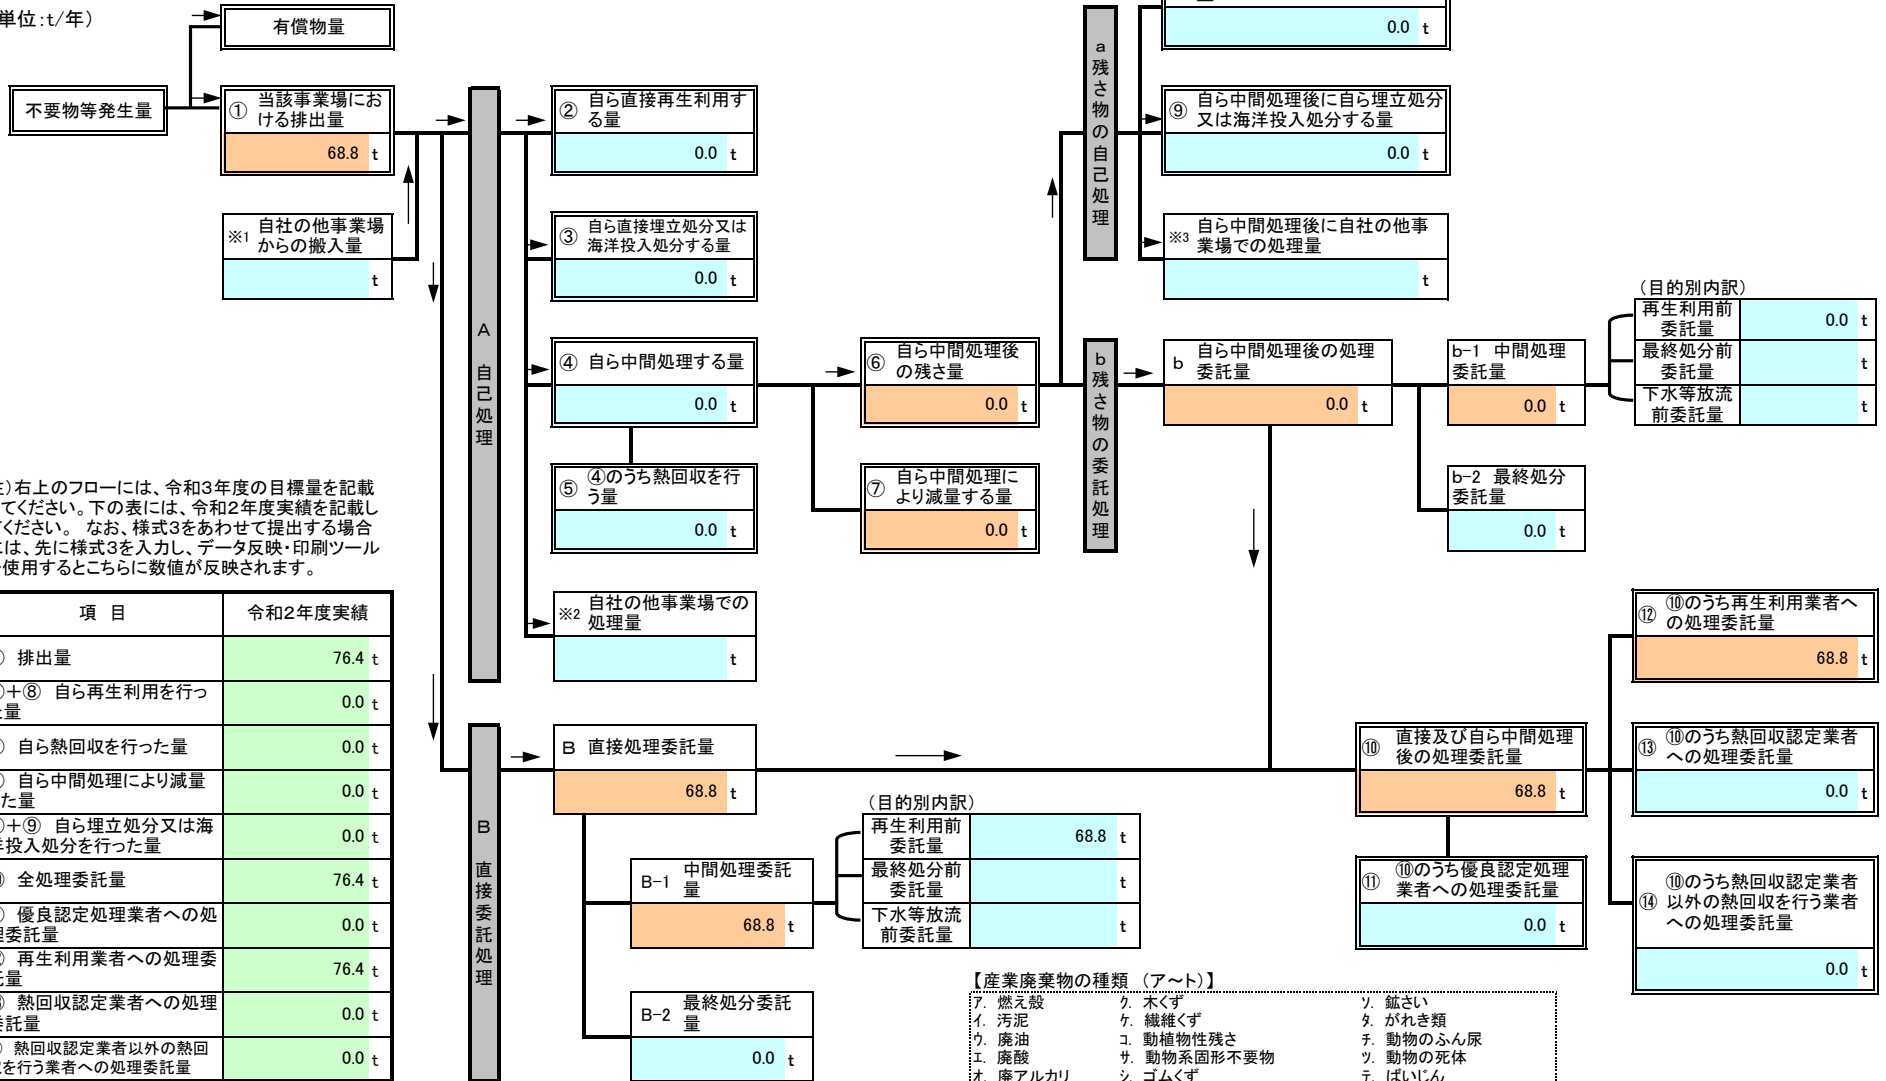 単位:t/年)
有償物量
不要物等発生量
① 当該事業場にお
ける排出量
68.8 t
※1 自社の他事業場
からの搬入量
t
A 自己処理
② 自ら直接再生利用す
る量
0.0 t
③ 自ら直接埋立処分又は
海洋投入処分する量
0.0 t
④ 自ら中間処理する量
0.0 t
⑤ ④のうち熱回収を行
う量
0.0 t
※2 自社の他事業場での
処理量
t
⑥ 自ら中間処理後
の残さ量
0.0 t
⑦ 自ら中間処理に
より減量する量
0.0 t
a 残さ物の自己処理
0.0 t
⑨ 自ら中間処理後に自ら埋立処分
又は海洋投入処分する量
0.0 t
※3 自ら中間処理後に自社の他事
業場での処理量
t
b 残さ物の委託処理
b 自ら中間処理後の処理
委託量
0.0 t
b-1 中間処理
委託量
0.0 t
b-2 最終処分
委託量
0.0 t
(目的別内訳)
再生利用前
委託量
0.0 t
最終処分前
委託量
t
下水等放流
前委託量
t
)右上のフローには、令和3年度の目標量を記載
てください。下の表には、令和2年度実績を記載し
ください。 なお、様式3をあわせて提出する場合
は、先に様式3を入力し、データ反映・印刷ツール
使用するとこちらに数値が反映されます。
項 目 令和2年度実績
) 排出量 76.4 t
)+⑧ 自ら再生利用を行っ
量 0.0 t
) 自ら熱回収を行った量 0.0 t
) 自ら中間処理により減量
た量 0.0 t
)+⑨ 自ら埋立処分又は海
投入処分を行った量 0.0 t
) 全処理委託量 76.4 t
) 優良認定処理業者への処
委託量 0.0 t
) 再生利用業者への処理委
量 76.4 t
) 熱回収認定業者への処理
託量 0.0 t
) 熱回収認定業者以外の熱回
を行う業者への処理委託量 0.0 t
B 直接委託処理
B 直接処理委託量
68.8 t
B-1 中間処理委託
量
68.8 t
B-2 最終処分委託
量
0.0 t
(目的別内訳)
再生利用前
委託量
68.8 t
最終処分前
委託量
t
下水等放流
前委託量
t
⑩ 直接及び自ら中間処理
後の処理委託量
68.8 t
⑪ ⑩のうち優良認定処理
業者への処理委託量
0.0 t
⑫ ⑩のうち再生利用業者へ
の処理委託量
68.8 t
⑬ ⑩のうち熱回収認定業者
への処理委託量
0.0 t
⑭ ⑩のうち熱回収認定業者
以外の熱回収を行う業者
への処理委託量
0.0 t
【産業廃棄物の種類 (ア~ト)】
ア. 燃え殻 ク. 木くず ソ. 鉱さい
イ. 汚泥 ケ. 繊維くず タ. がれき類
ウ. 廃油 コ. 動植物性残さ チ. 動物のふん尿
エ. 廃酸 サ. 動物系固形不要物 ツ. 動物の死体
オ. 廃アルカリ シ. ゴムくず テ. ばいじん